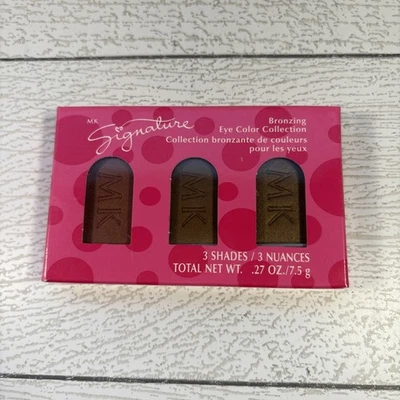 MK
Signature
Bronzing
Eye Color Collection
Collection bronzante de couleurs
pour les yeux
MK
MK
MK
3 SHADES / 3 NUANCES
TOTAL NET WT. .27 OZ./7.5 g